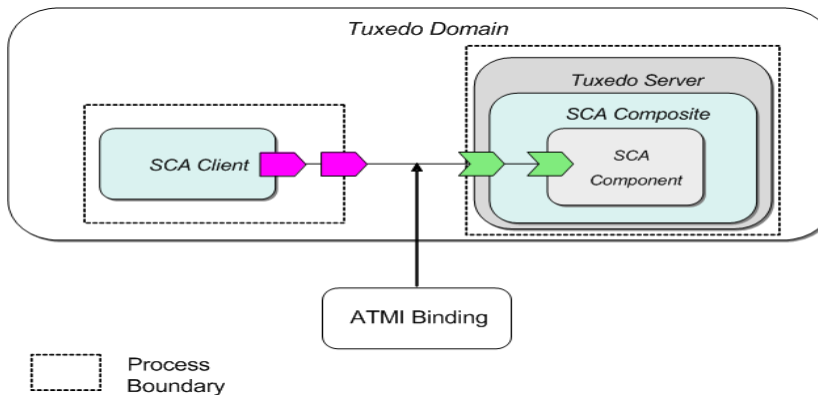 Tuxedo Domain
Tuxedo Server
SCA Composite
SCA Client
SCA
Component
ATMI Binding
Process
Boundary